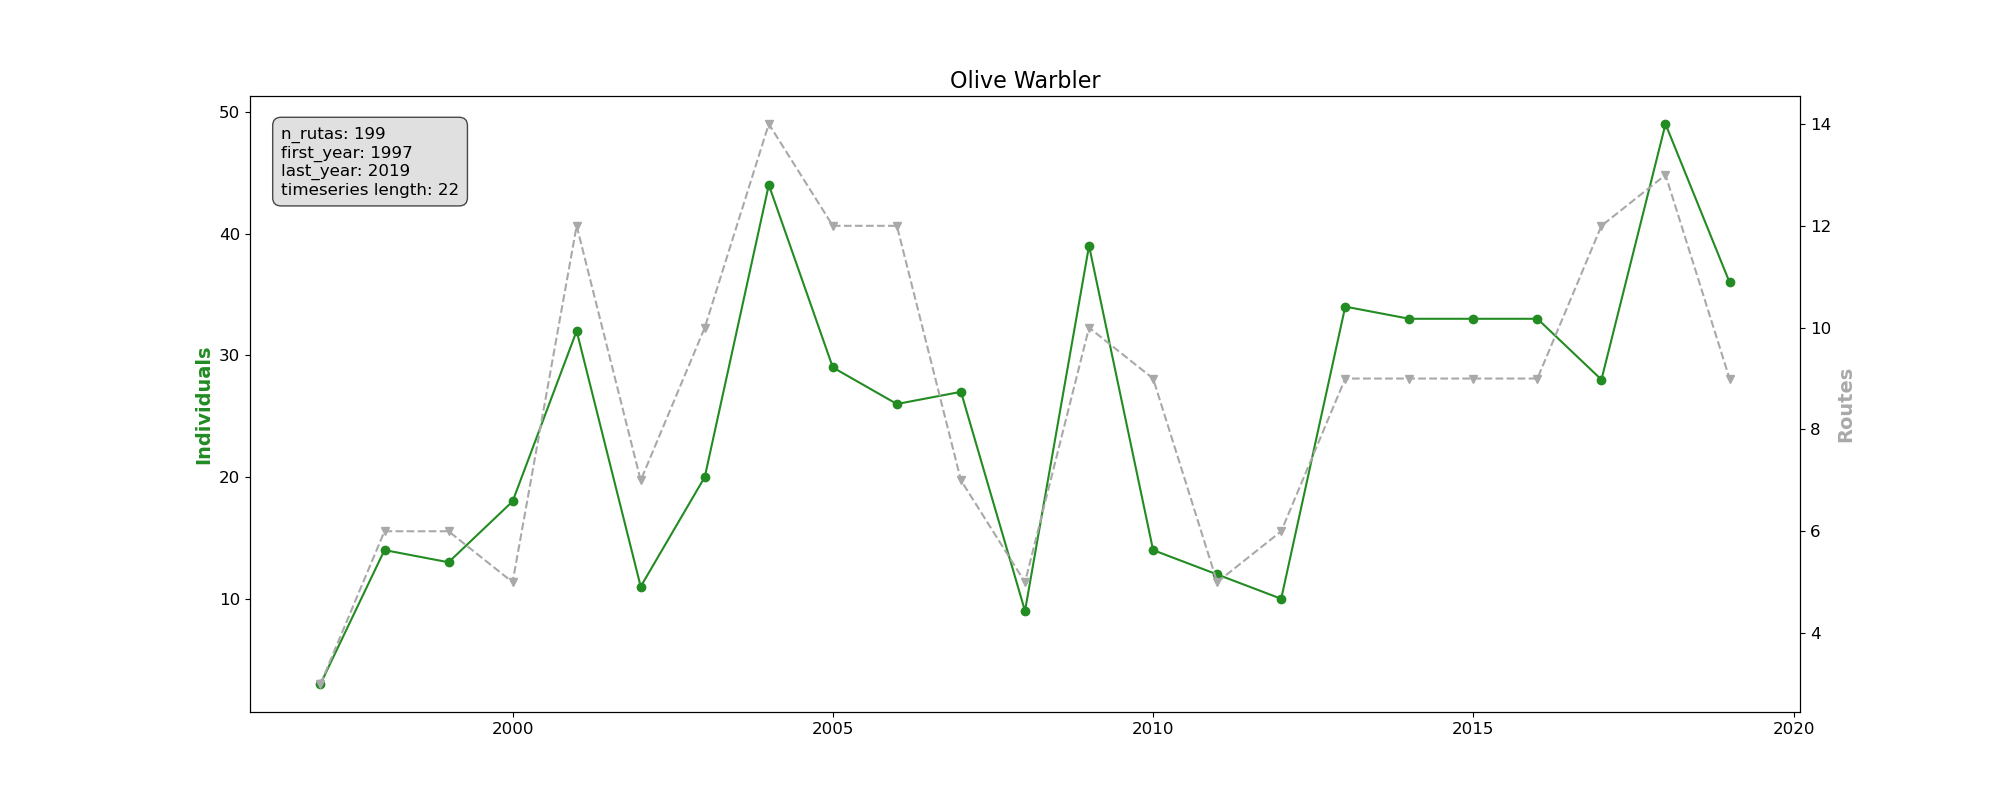 Olive Warbler
n_rutas: 199
first_year: 1997
last_year: 2019
timeseries length: 22
50
40
30
20
10
Individuals
14
12
10
8
6
4
Routes
2000
2005
2010
2015
2020